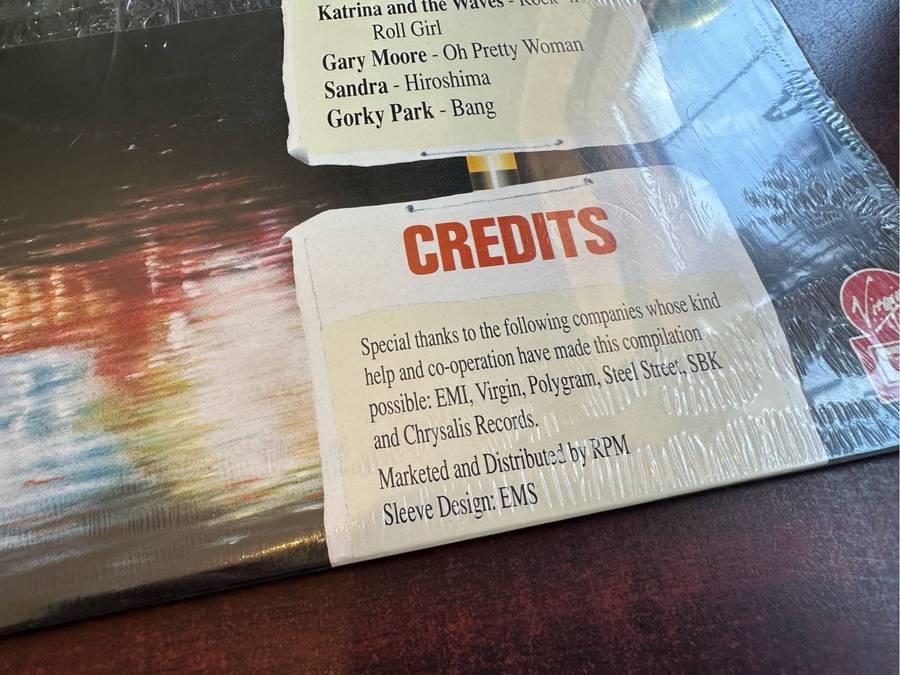 Katrina and the Waves - Rock 'n'
Roll Girl
Gary Moore - Oh Pretty Woman
Sandra - Hiroshima
Gorky Park - Bang
CREDITS
Special thanks to the following companies whose kind
help and co-operation have made this compilation
possible: EMI, Virgin, Polygram, Steel Street, SBK
and Chrysalis Records.
Marketed and Distributed by RPM
Sleeve Design: EMS
Virgin